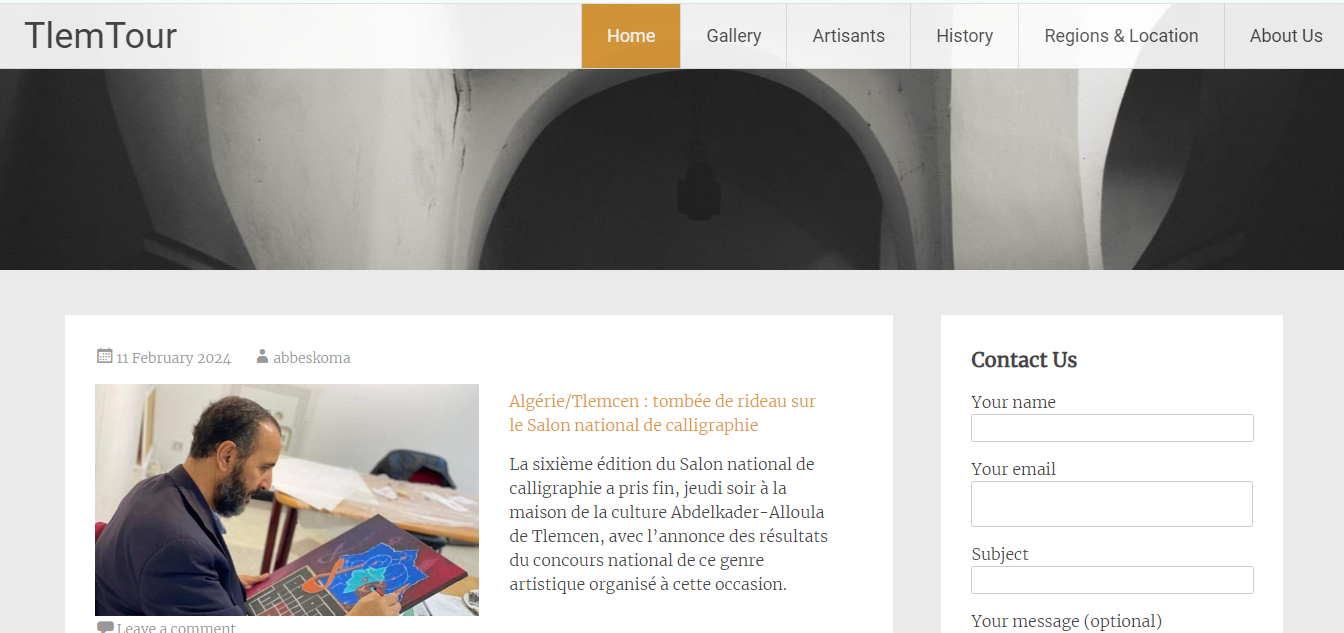 TlemTour
Home
Gallery
Artisants
History
Regions & Location
About Us
11 February 2024
abbeskoma
Algérie/Tlemcen : tombée de rideau sur
le Salon national de calligraphie
La sixième édition du Salon national de
calligraphie a pris fin, jeudi soir à la
maison de la culture Abdelkader-Alloula
de Tlemcen, avec l’annonce des résultats
du concours national de ce genre
artistique organisé à cette occasion.
Leave a comment
Contact Us
Your name
Your email
Subject
Your message (optional)